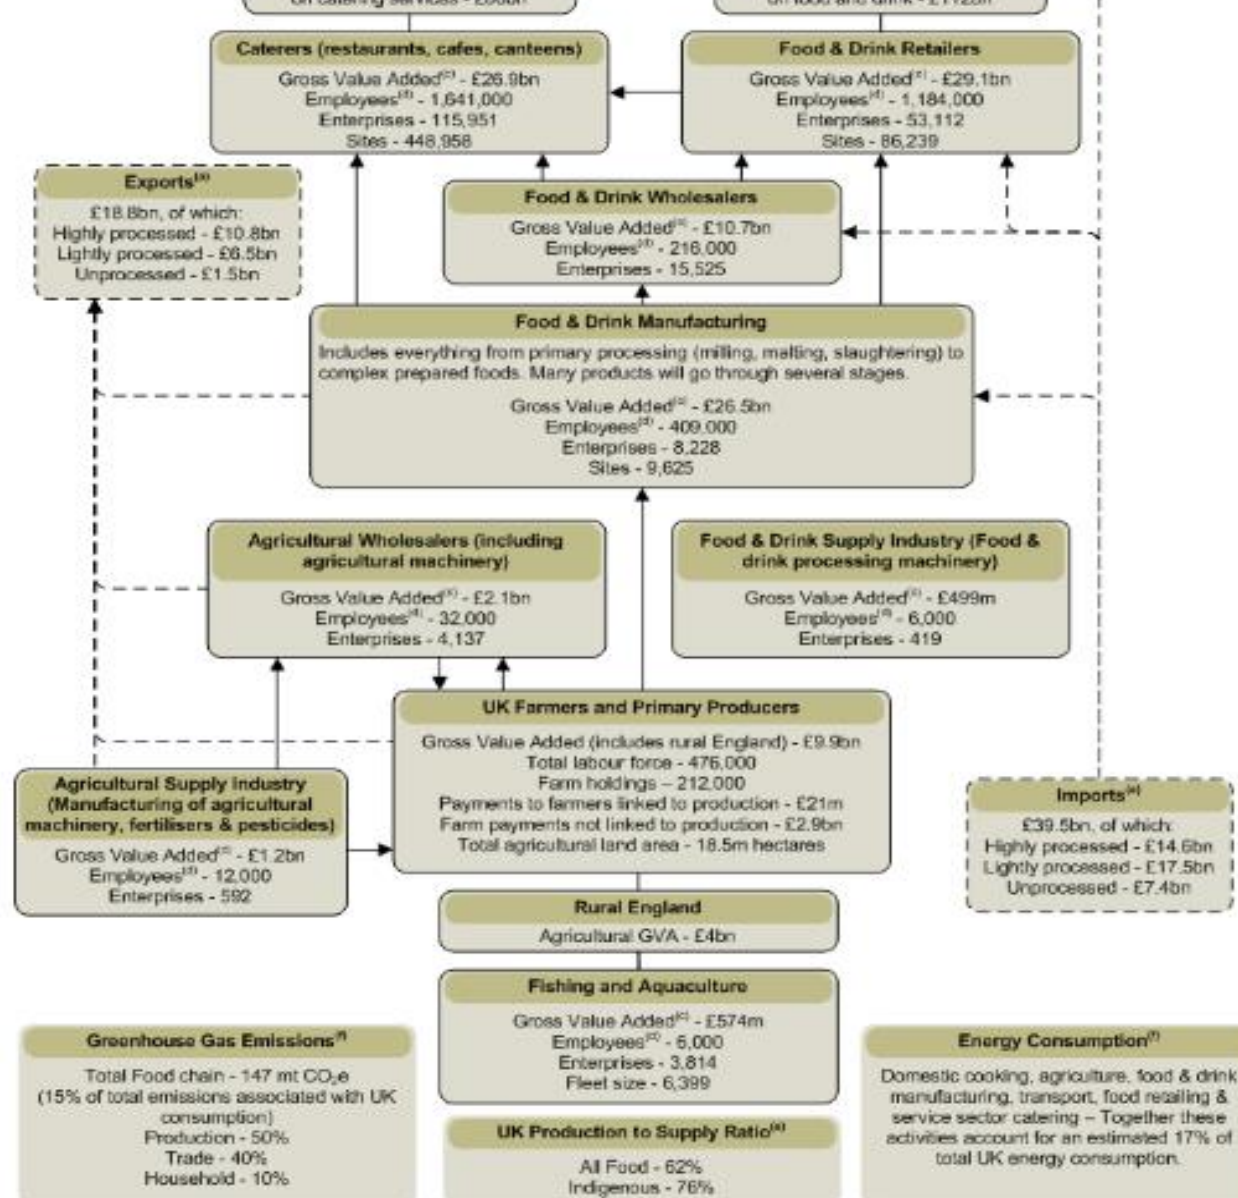 on catering services - £
on food and drink - £112bn
Caterers (restaurants, cafes, canteens)
Gross Value Added(c) - £26.9bn
Employees(d) - 1,641,000
Enterprises - 115,951
Sites - 448,958
Food & Drink Retailers
Gross Value Added(c) - £29.1bn
Employees(d) - 1,184,000
Enterprises - 53,112
Sites - 86,239
Exports(a)
£18.8bn, of which:
Highly processed - £10.8bn
Lightly processed - £6.5bn
Unprocessed - £1.5bn
Food & Drink Wholesalers
Gross Value Added(c) - £10.7bn
Employees(d) - 216,000
Enterprises - 15,525
Food & Drink Manufacturing
Includes everything from primary processing (milling, malting, slaughtering) to
complex prepared foods. Many products will go through several stages.
Gross Value Added(c) - £26.5bn
Employees(d) - 409,000
Enterprises - 8,228
Sites - 9,625
Agricultural Wholesalers (including
agricultural machinery)
Gross Value Added(c) - £2.1bn
Employees(d) - 32,000
Enterprises - 4,137
Food & Drink Supply Industry (Food &
drink processing machinery)
Gross Value Added(c) - £499m
Employees(d) - 6,000
Enterprises - 419
UK Farmers and Primary Producers
Gross Value Added (includes rural England) - £9.9bn
Total labour force - 476,000
Farm holdings – 212,000
Payments to farmers linked to production - £21m
Farm payments not linked to production - £2.9bn
Total agricultural land area - 18.5m hectares
Agricultural Supply industry
(Manufacturing of agricultural
machinery, fertilisers & pesticides)
Gross Value Added(c) - £1.2bn
Employees(d) - 12,000
Enterprises - 592
Imports(a)
£39.5bn, of which:
Highly processed - £14.6bn
Lightly processed - £17.5bn
Unprocessed - £7.4bn
Rural England
Agricultural GVA - £4bn
Fishing and Aquaculture
Gross Value Added(c) - £574m
Employees(d) - 6,000
Enterprises - 3,814
Fleet size - 6,399
Greenhouse Gas Emissions(f)
Total Food chain - 147 mt CO₂e
(15% of total emissions associated with UK
consumption)
Production - 50%
Trade - 40%
Household - 10%
UK Production to Supply Ratio(a)
All Food - 62%
Indigenous - 76%
Energy Consumption(f)
Domestic cooking, agriculture, food & drink
manufacturing, transport, food retailing &
service sector catering – Together these
activities account for an estimated 17% of
total UK energy consumption.